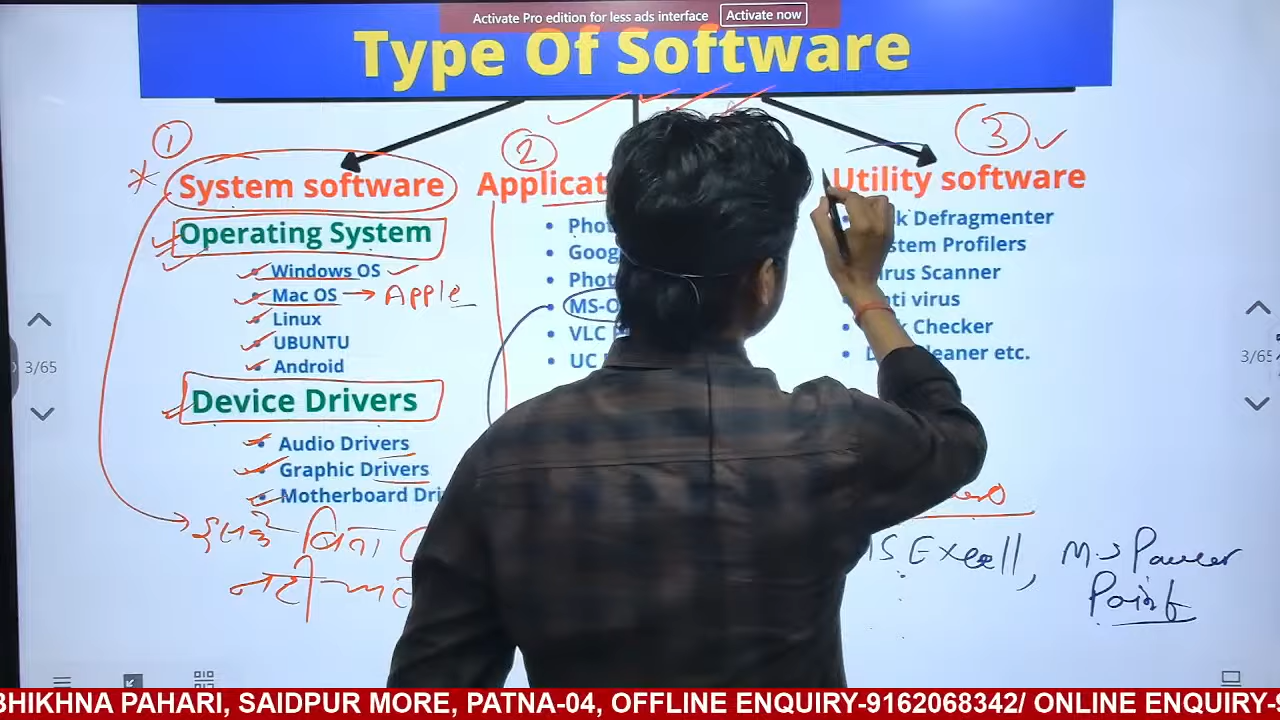 Activate Pro edition for less ads interface
Activate now
Type Of Software
1
2
3
System software
Operating System
Windows OS
Mac OS → Apple
Linux
UBUNTU
Android
Device Drivers
Audio Drivers
Graphic Drivers
Motherboard Dri
इसके बिना
नहीं
Applicat
Phot
Goog
Phot
MS-O
VLC
UC
Utility software
k Defragmenter
stem Profilers
irus Scanner
nti virus
k Checker
leaner etc.
S Excell, M-S Pawer
Point
3/65
3/65
BHIKHNA PAHARI, SAIDPUR MORE, PATNA-04, OFFLINE ENQUIRY-9162068342/ ONLINE ENQUIRY-